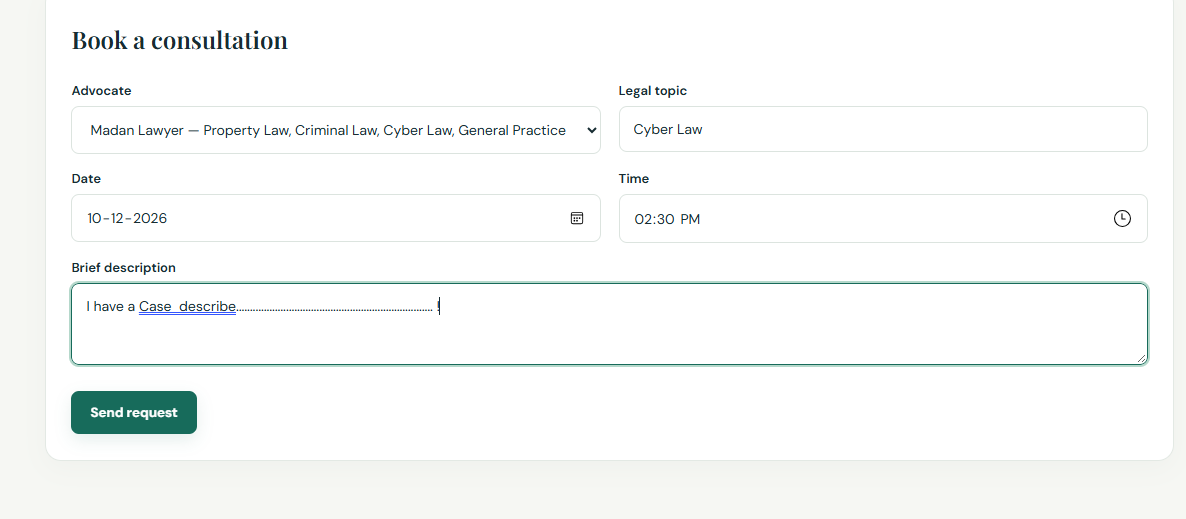 Book a consultation
Advocate
Legal topic
Madan Lawyer — Property Law, Criminal Law, Cyber Law, General Practice
Cyber Law
Date
Time
10-12-2026
02:30 PM
Brief description
I have a Case describe....................................................................... !
Send request